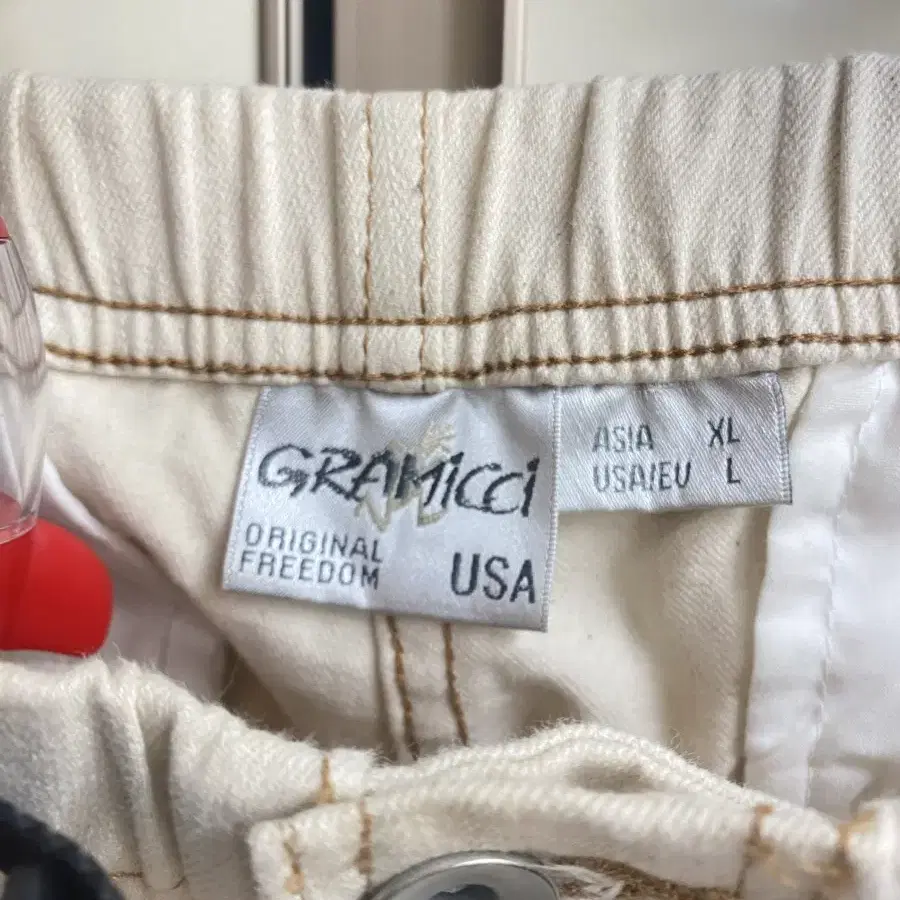 GRAMiCCi
ORIGINAL
FREEDOM
USA
ASIA XL
USA/EU L